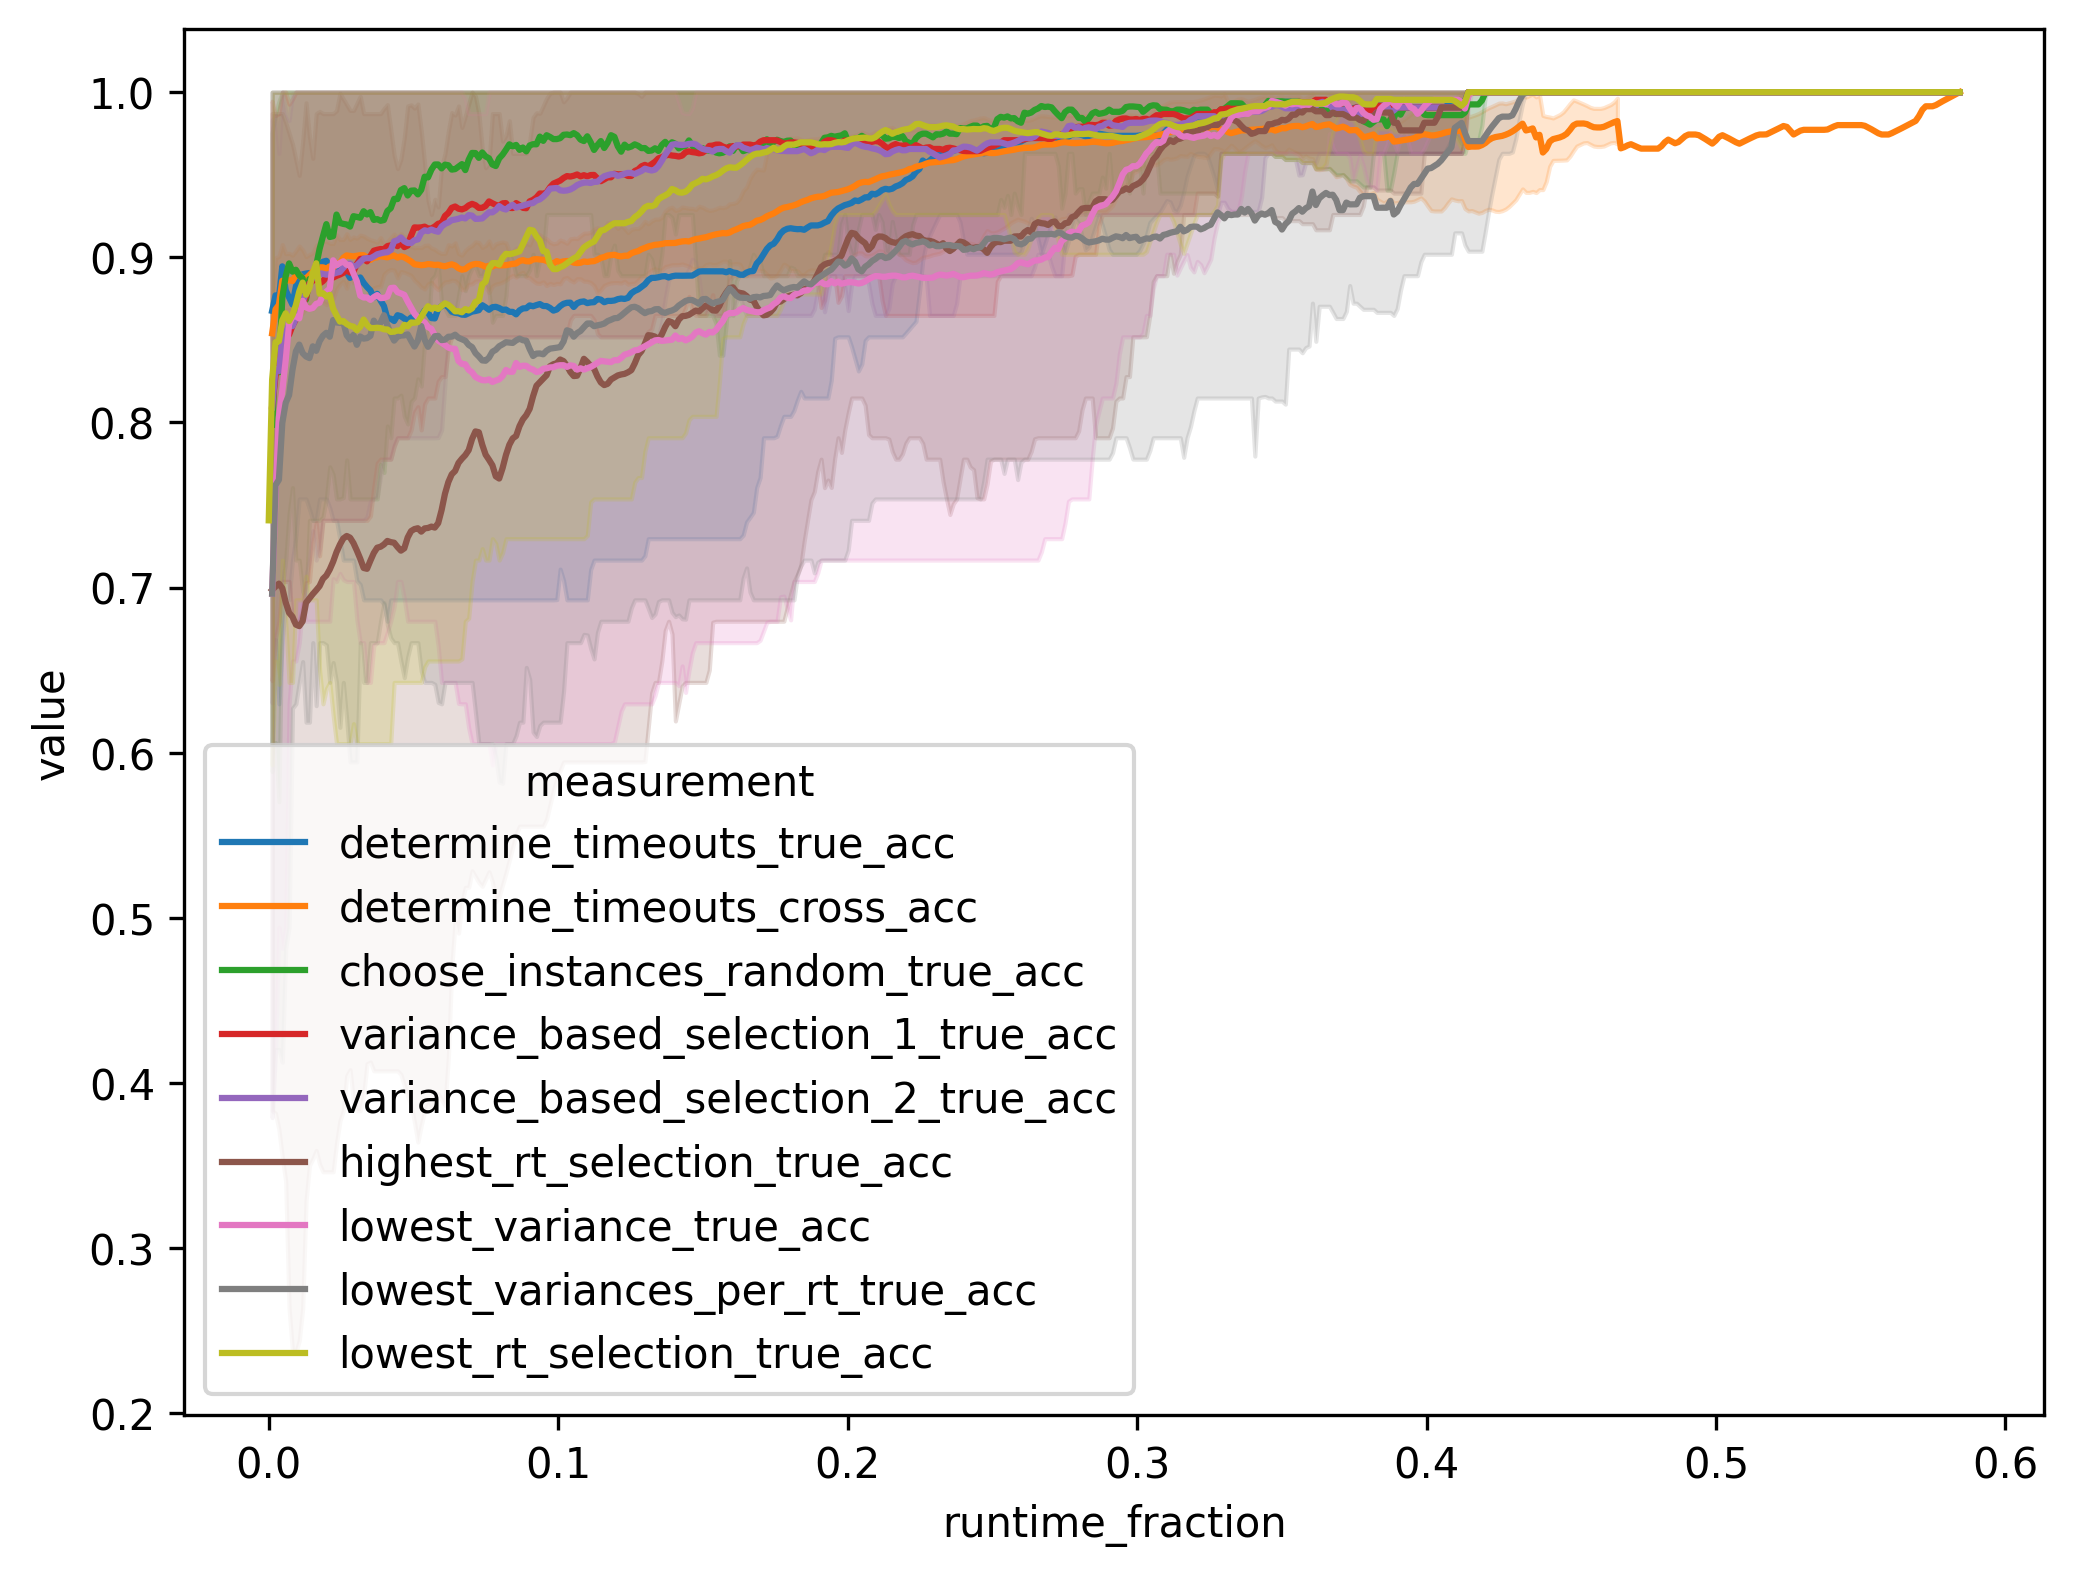 1.0
0.9
0.8
0.7
0.6
0.5
0.4
0.3
0.2
value
measurement
determine_timeouts_true_acc
determine_timeouts_cross_acc
choose_instances_random_true_acc
variance_based_selection_1_true_acc
variance_based_selection_2_true_acc
highest_rt_selection_true_acc
lowest_variance_true_acc
lowest_variances_per_rt_true_acc
lowest_rt_selection_true_acc
0.0 0.1 0.2 0.3 0.4 0.5 0.6
runtime_fraction